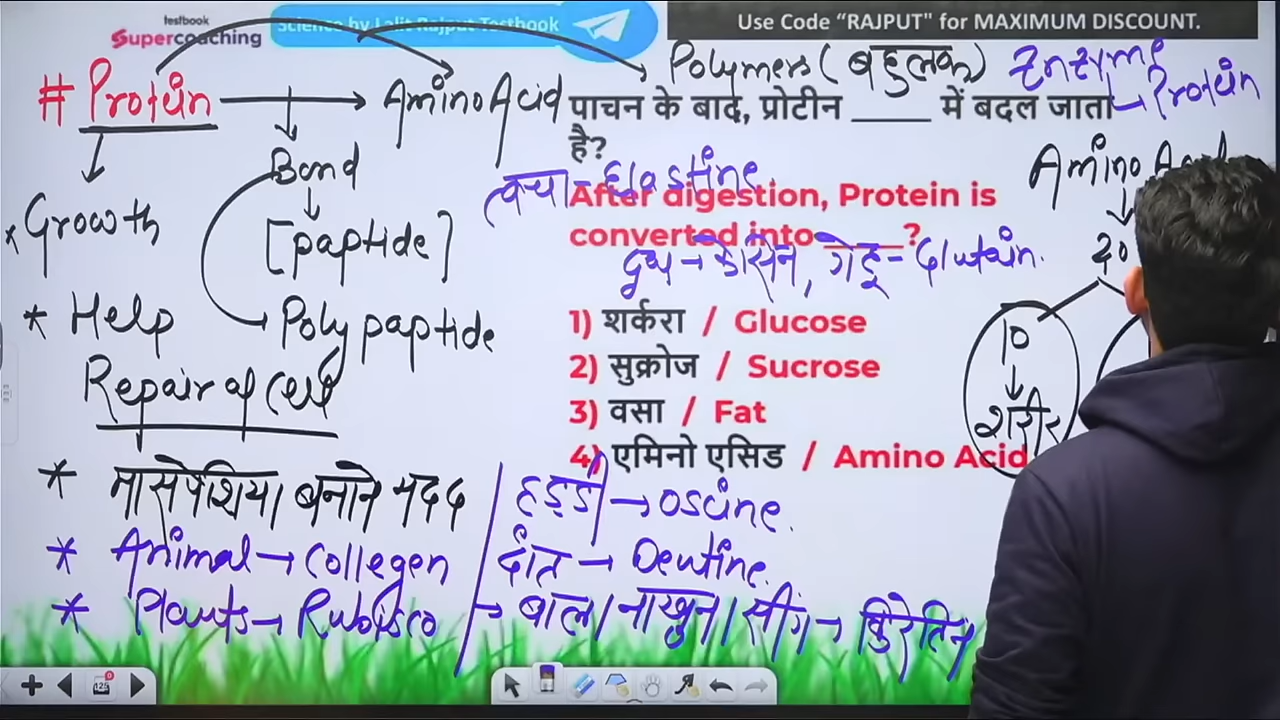 testbook
Supercoaching
Science by Lalit Rajput Testbook
Use Code “RAJPUT" for MAXIMUM DISCOUNT.
# Protein → Amino Acid
Polymers (बहुलक)
Enzyme → Protein
पाचन के बाद, प्रोटीन _____ में बदल जाता
है?
After digestion, Protein is
converted into _____?
Bond
[paptide]
Poly paptide
* Growth
* Help
Repair of cell
त्वचा - Elastine
दूध → केसिन, गेहू - Glutein.
Amino Acid
20
10
शरीर
1) शर्करा / Glucose
2) सुक्रोज / Sucrose
3) वसा / Fat
4) एमिनो एसिड / Amino Acid
* मासपेशिया बनाने मदद
* Animal → Collegen
* Plants → Rubisco
हड्डी → Osseine.
दांत → Dentine.
→ बाल / नाखुन / सींग → किरेतिन
125